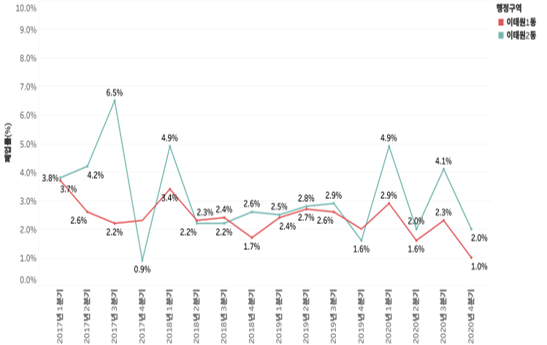 행정구역
이태원1동
이태원2동
폐업률(%)
10.0%
9.0%
8.0%
7.0%
6.0%
5.0%
4.0%
3.0%
2.0%
1.0%
0.0%
3.8%
3.7%
2.6%
4.2%
6.5%
2.2%
0.9%
4.9%
3.4%
2.2%
2.3%
2.4%
2.2%
2.6%
1.7%
2.5%
2.4%
2.8%
2.7%
2.9%
2.6%
1.6%
4.9%
2.9%
2.0%
1.6%
4.1%
2.3%
2.0%
1.0%
2017년 1분기
2017년 2분기
2017년 3분기
2017년 4분기
2018년 1분기
2018년 2분기
2018년 3분기
2018년 4분기
2019년 1분기
2019년 2분기
2019년 3분기
2019년 4분기
2020년 1분기
2020년 2분기
2020년 3분기
2020년 4분기